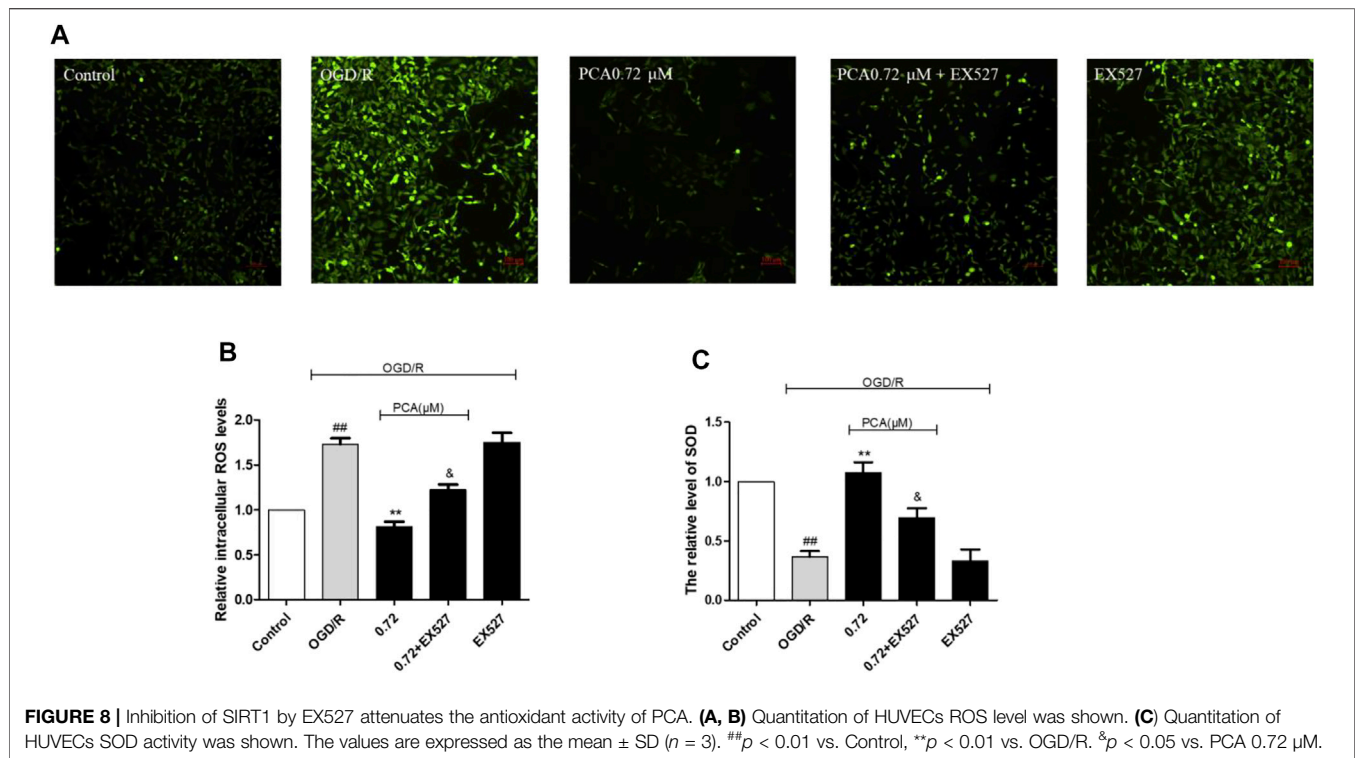 A
Control
OGD/R
PCA0.72 μM
PCA0.72 μM + EX527
EX527
B
OGD/R
PCA(μM)
Relative intracellular ROS levels
2.0
1.5
1.0
0.5
0.0
##
**
&
Control
OGD/R
0.72
0.72+EX527
EX527
C
OGD/R
PCA(μM)
The relative level of SOD
1.5
1.0
0.5
0.0
##
**
&
Control
OGD/R
0.72
0.72+EX527
EX527
FIGURE 8 | Inhibition of SIRT1 by EX527 attenuates the antioxidant activity of PCA. (A, B) Quantitation of HUVECs ROS level was shown. (C) Quantitation of
HUVECs SOD activity was shown. The values are expressed as the mean ± SD (n = 3). ##p < 0.01 vs. Control, **p < 0.01 vs. OGD/R. &p < 0.05 vs. PCA 0.72 μM.